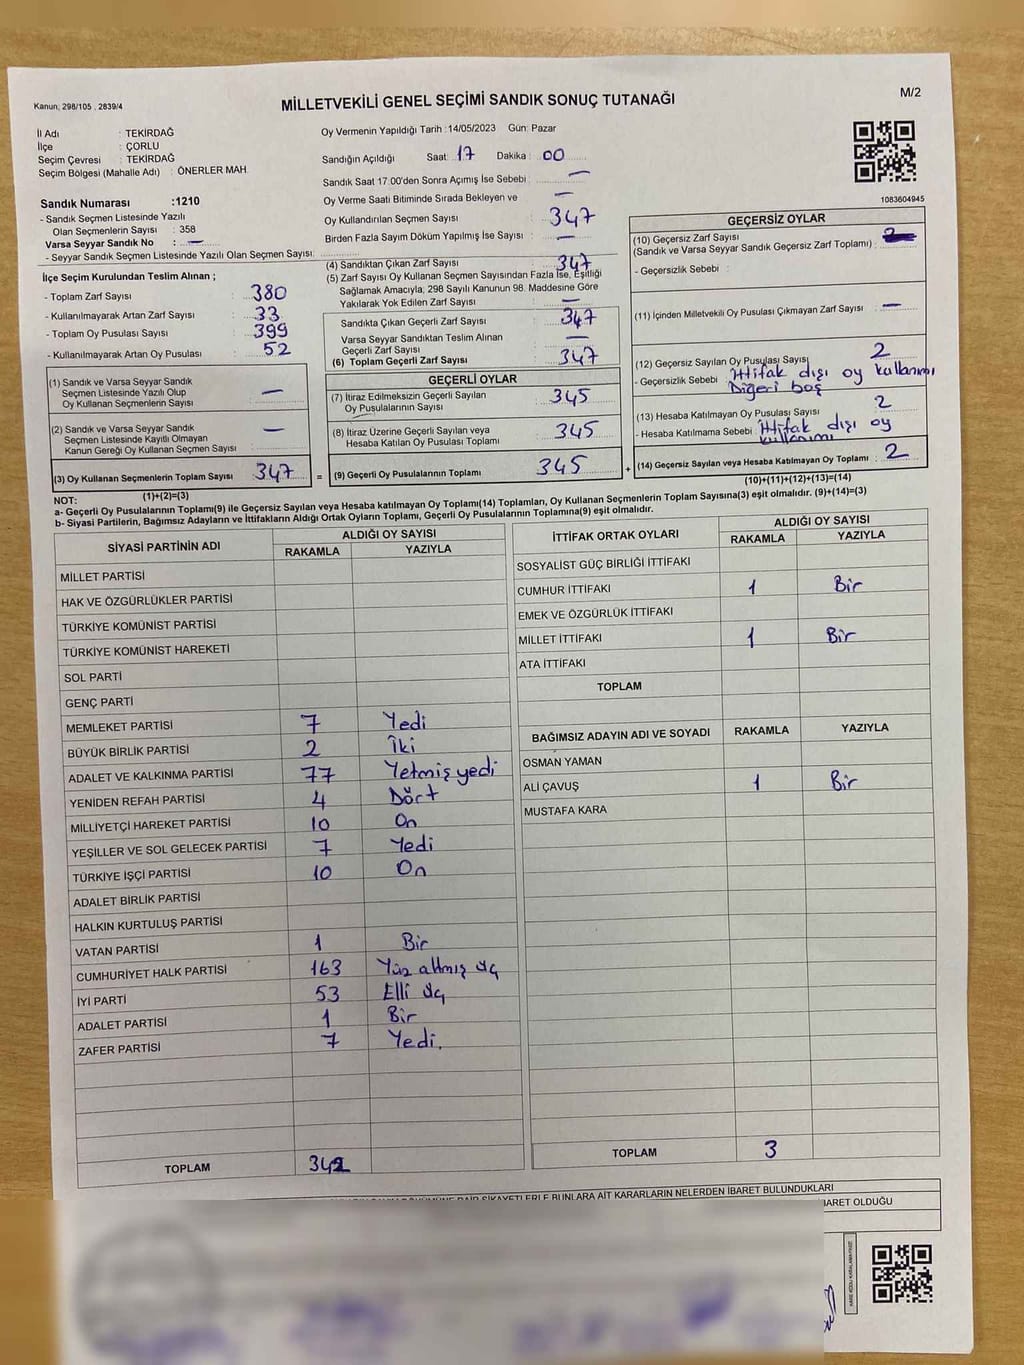 Kanun; 298/105 , 2839/4
MİLLETVEKİLİ GENEL SEÇİMİ SANDIK SONUÇ TUTANAĞI
M/2
İl Adı : TEKİRDAĞ
İlçe : ÇORLU
Seçim Çevresi : TEKİRDAĞ
Seçim Bölgesi (Mahalle Adı) : ÖNERLER MAH.
Sandık Numarası :1210
- Sandık Seçmen Listesinde Yazılı
Olan Seçmenlerin Sayısı : 358
Varsa Seyyar Sandık No : —
- Seyyar Sandık Seçmen Listesinde Yazılı Olan Seçmen Sayısı:
Oy Vermenin Yapıldığı Tarih :14/05/2023 Gün: Pazar
Sandığın Açıldığı Saat: 17 Dakika : 00
Sandık Saat 17:00'den Sonra Açımış İse Sebebi : —
Oy Verme Saati Bitiminde Sırada Bekleyen ve —
Oy Kullandırılan Seçmen Sayısı : 347
Birden Fazla Sayım Döküm Yapılmış İse Sayısı : —
1083604945
İlçe Seçim Kurulundan Teslim Alınan ;
- Toplam Zarf Sayısı : 380
- Kullanılmayarak Artan Zarf Sayısı : 33
- Toplam Oy Pusulası Sayısı : 399
- Kullanılmayarak Artan Oy Pusulası : 52
(1) Sandık ve Varsa Seyyar Sandık
Seçmen Listesinde Yazılı Olup
Oy Kullanan Seçmenlerin Sayısı : —
(2) Sandık ve Varsa Seyyar Sandık
Seçmen Listesinde Kayıtlı Olmayan
Kanun Gereği Oy Kullanan Seçmen Sayısı : —
(3) Oy Kullanan Seçmenlerin Toplam Sayısı : 347 =
(1)+(2)=(3)
(4) Sandıktan Çıkan Zarf Sayısı : 347
(5) Zarf Sayısı Oy Kullanan Seçmen Sayısından Fazla İse, Eşitliği
Sağlamak Amacıyla, 298 Sayılı Kanunun 98. Maddesine Göre
Yakılarak Yok Edilen Zarf Sayısı : —
Sandıkta Çıkan Geçerli Zarf Sayısı : 347
Varsa Seyyar Sandıktan Teslim Alınan
Geçerli Zarf Sayısı : —
(6) Toplam Geçerli Zarf Sayısı : 347
GEÇERLİ OYLAR
(7) İtiraz Edilmeksizin Geçerli Sayılan
Oy Pusulalarının Sayısı : 345
(8) İtiraz Üzerine Geçerli Sayılan veya
Hesaba Katılan Oy Pusulası Toplamı : 345
(9) Geçerli Oy Pusulalarının Toplamı : 345 +
GEÇERSİZ OYLAR
(10) Geçersiz Zarf Sayısı
(Sandık ve Varsa Seyyar Sandık Geçersiz Zarf Toplamı) :
- Geçersizlik Sebebi :
(11) İçinden Milletvekili Oy Pusulası Çıkmayan Zarf Sayısı : —
(12) Geçersiz Sayılan Oy Pusulası Sayısı : 2
- Geçersizlik Sebebi : İttifak dışı oy kullanımı
Diğeri boş
(13) Hesaba Katılmayan Oy Pusulası Sayısı : 2
- Hesaba Katılmama Sebebi : İttifak dışı oy
kullanımı
(14) Geçersiz Sayılan veya Hesaba Katılmayan Oy Toplamı : 2
(10)+(11)+(12)+(13)=(14)
NOT:
a- Geçerli Oy Pusulalarının Toplamı(9) ile Geçersiz Sayılan veya Hesaba katılmayan Oy Toplamı(14) Toplamları, Oy Kullanan Seçmenlerin Toplam Sayısına(3) eşit olmalıdır. (9)+(14)=(3)
b- Siyasi Partilerin, Bağımsız Adayların ve İttifakların Aldığı Ortak Oyların Toplamı, Geçerli Oy Pusulalarının Toplamına(9) eşit olmalıdır.
SİYASİ PARTİNİN ADI ALDIĞI OY SAYISI
RAKAMLA YAZIYLA
MİLLET PARTİSİ
HAK VE ÖZGÜRLÜKLER PARTİSİ
TÜRKİYE KOMÜNİST PARTİSİ
TÜRKİYE KOMÜNİST HAREKETİ
SOL PARTİ
GENÇ PARTİ
MEMLEKET PARTİSİ 7 Yedi
BÜYÜK BİRLİK PARTİSİ 2 İki
ADALET VE KALKINMA PARTİSİ 77 Yetmiş yedi
YENİDEN REFAH PARTİSİ 4 Dört
MİLLİYETÇİ HAREKET PARTİSİ 10 On
YEŞİLLER VE SOL GELECEK PARTİSİ 7 Yedi
TÜRKİYE İŞÇİ PARTİSİ 10 On
ADALET BİRLİK PARTİSİ
HALKIN KURTULUŞ PARTİSİ
VATAN PARTİSİ 1 Bir
CUMHURİYET HALK PARTİSİ 163 Yüz altmış üç
İYİ PARTİ 53 Elli üç
ADALET PARTİSİ 1 Bir
ZAFER PARTİSİ 7 Yedi.
TOPLAM 342
İTTİFAK ORTAK OYLARI ALDIĞI OY SAYISI
RAKAMLA YAZIYLA
SOSYALİST GÜÇ BİRLİĞİ İTTİFAKI
CUMHUR İTTİFAKI 1 Bir
EMEK VE ÖZGÜRLÜK İTTİFAKI
MİLLET İTTİFAKI 1 Bir
ATA İTTİFAKI
TOPLAM
BAĞIMSIZ ADAYIN ADI VE SOYADI RAKAMLA YAZIYLA
OSMAN YAMAN
ALİ ÇAVUŞ 1 Bir
MUSTAFA KARA
TOPLAM 3
ŞİKAYETLERLE BUNLARA AİT KARARLARIN NELERDEN İBARET BULUNDUKLARI
İBARET OLDUĞU